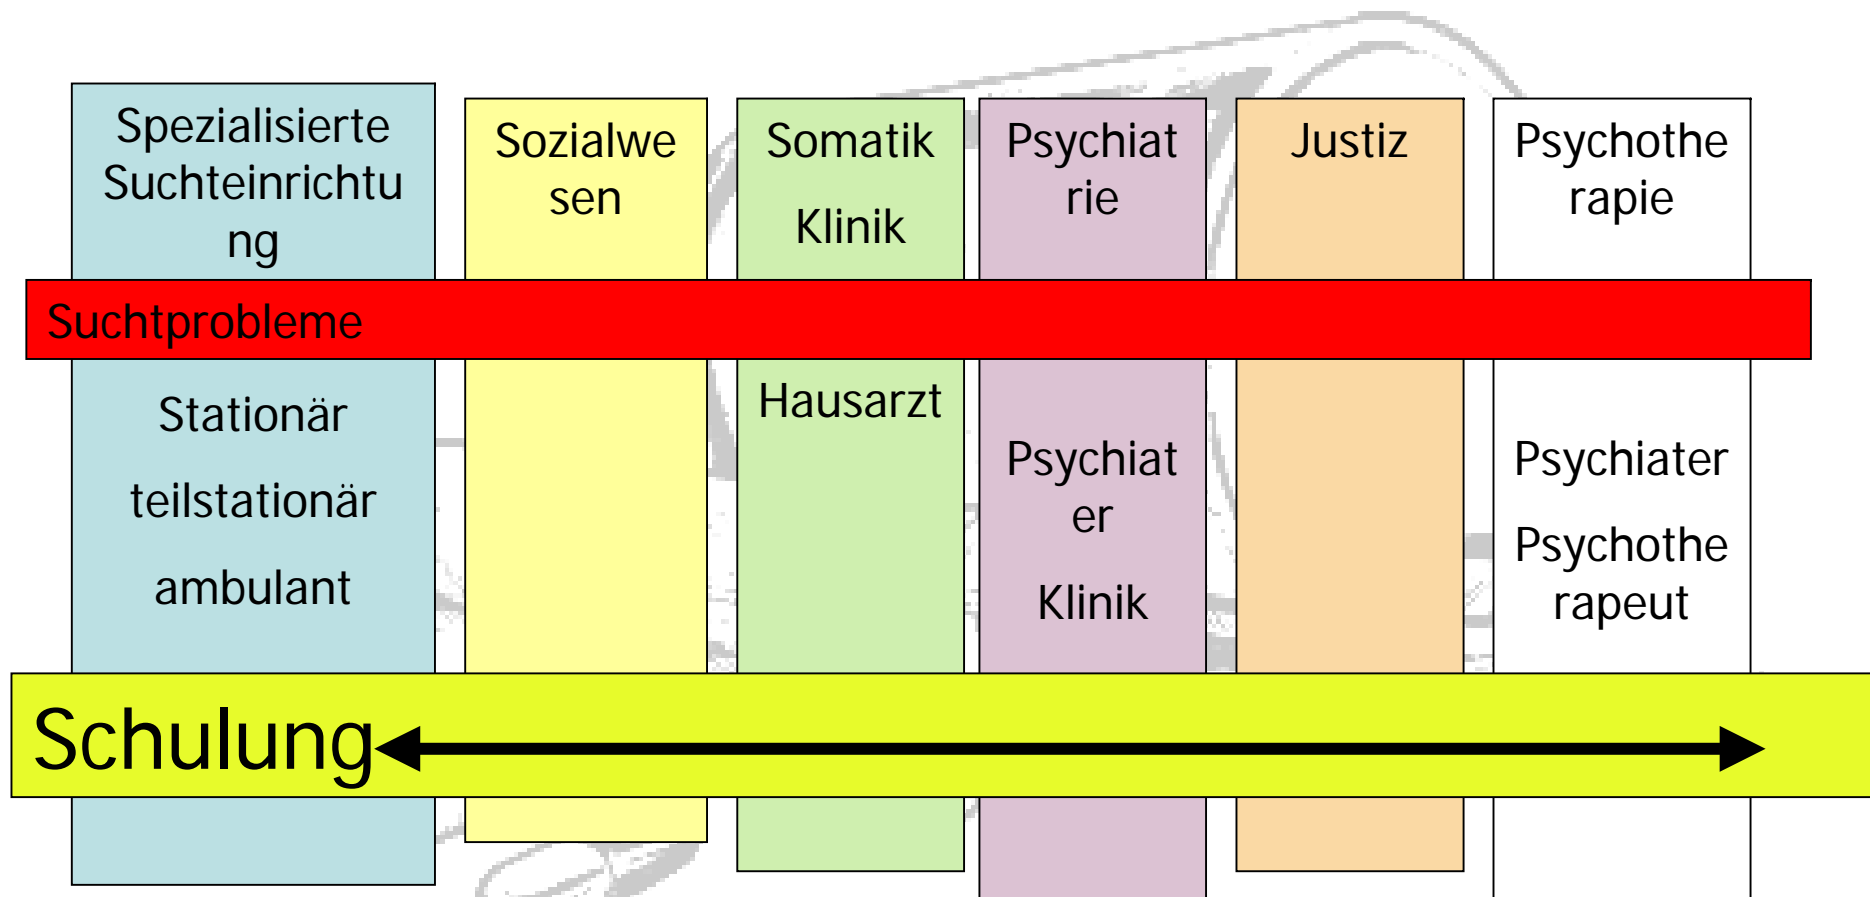 Spezialisierte
Suchteinrichtu
ng
Stationär
teilstationär
ambulant
Sozialwe
sen
Somatik
Klinik
Hausarzt
Psychiat
rie
Psychiat
er
Klinik
Justiz
Psychothe
rapie
Psychiater
Psychothe
rapeut
Suchtprobleme
Schulung